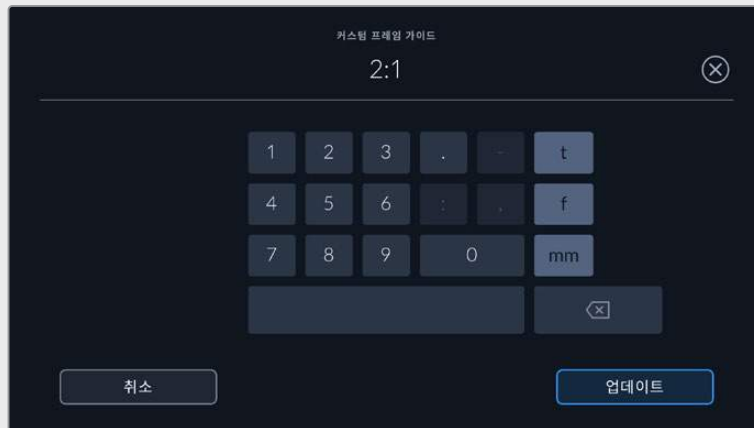 커스텀 프레임 가이드
2:1
1 2 3 . - t
4 5 6 : , f
7 8 9 0 mm
취소 업데이트